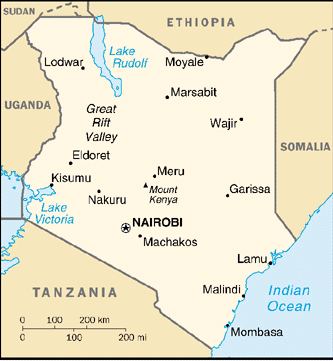 SUDAN
ETHIOPIA
Lake
Rudolf
Lodwar
Moyale
UGANDA
Marsabit
Great
Rift
Valley
Wajir
SOMALIA
Eldoret
Kisumu
Meru
Mount
Kenya
Nakuru
Garissa
Lake
Victoria
NAIROBI
Machakos
Lamu
TANZANIA
Malindi
Indian
Ocean
0 100 200 km
0 100 200 mi
Mombasa